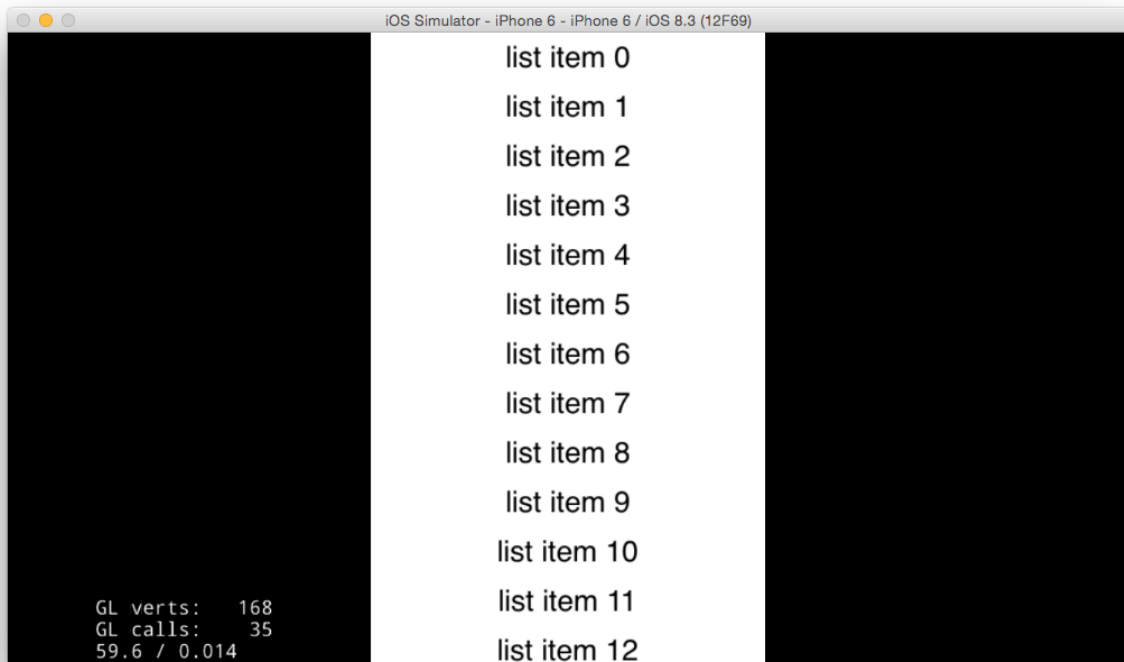 iOS Simulator - iPhone 6 - iPhone 6 / iOS 8.3 (12F69)
list item 0
list item 1
list item 2
list item 3
list item 4
list item 5
list item 6
list item 7
list item 8
list item 9
list item 10
list item 11
list item 12
GL verts: 168
GL calls: 35
59.6 / 0.014